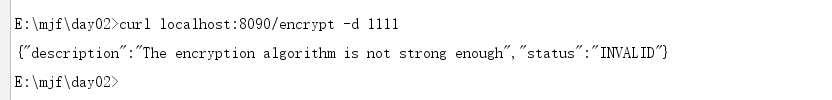 E:\mjf\day02>curl localhost:8090/encrypt -d 1111
{"description":"The encryption algorithm is not strong enough","status":"INVALID"}
E:\mjf\day02>